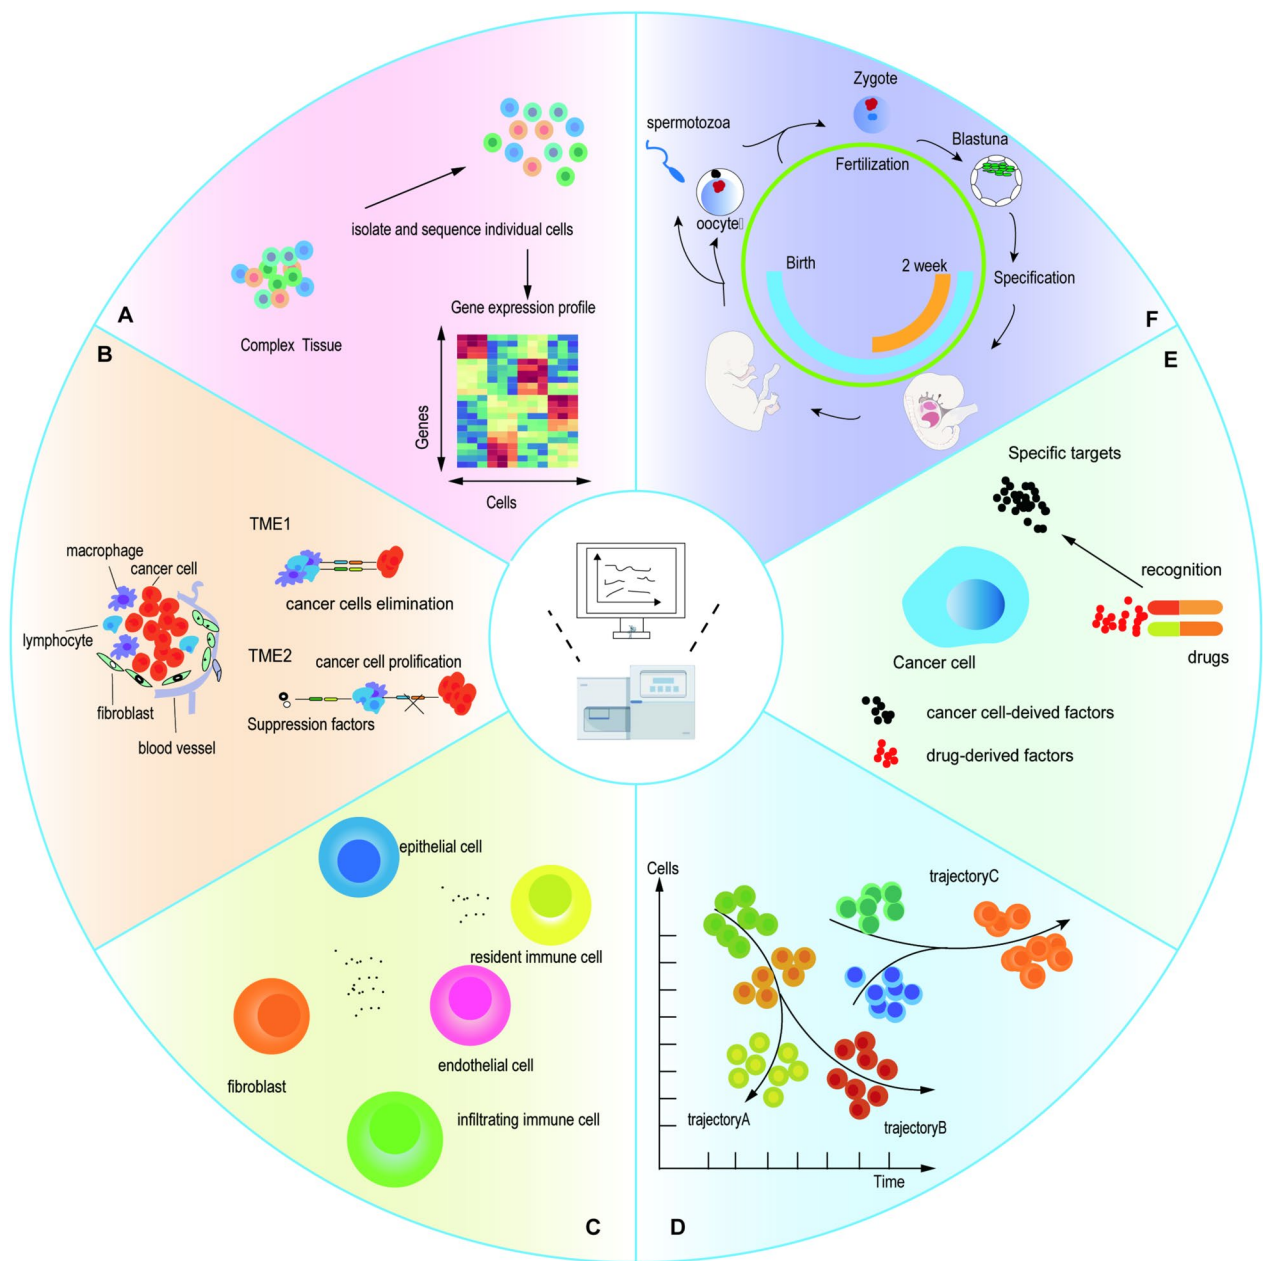 isolate and sequence individual cells
Complex Tissue
Gene expression profile
Genes
Cells
A
B
TME1
macrophage
cancer cell
lymphocyte
fibroblast
blood vessel
cancer cells elimination
TME2
cancer cell prolification
Suppression factors
epithelial cell
resident immune cell
endothelial cell
fibroblast
infiltrating immune cell
C
Cells
trajectoryC
trajectoryA
trajectoryB
Time
D
E
Specific targets
recognition
drugs
Cancer cell
cancer cell-deived factors
drug-derived factors
Zygote
spermotozoa
Blastuna
Fertilization
oocyte
Birth
2 week
Specification
F